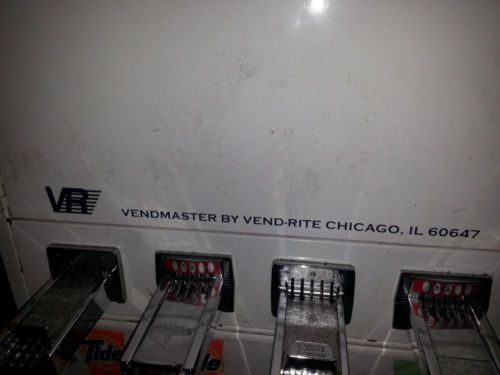 VR VENDMASTER BY VEND-RITE CHICAGO, IL 60647
Tide